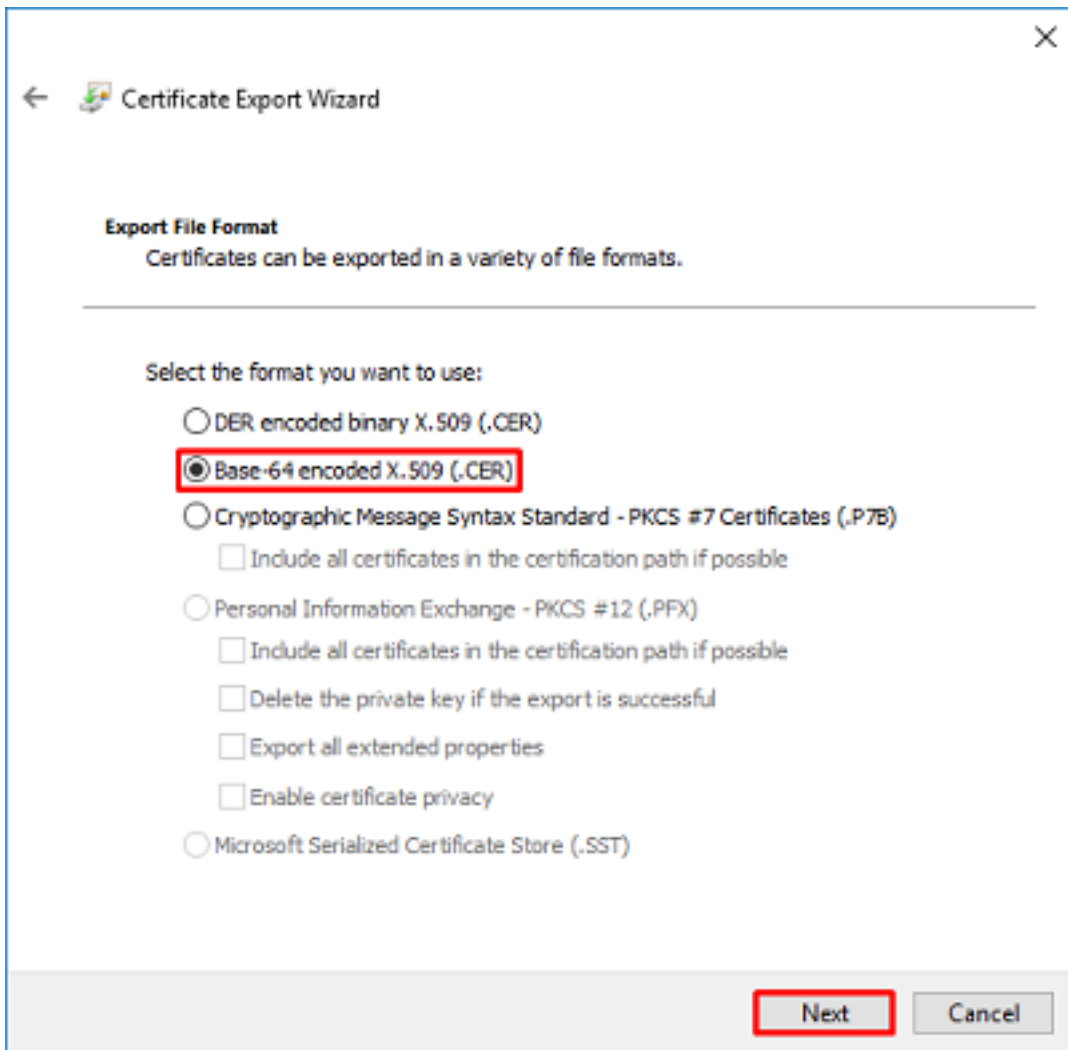 Certificate Export Wizard
Export File Format
Certificates can be exported in a variety of file formats.
Select the format you want to use:
DER encoded binary X.509 (.CER)
Base-64 encoded X.509 (.CER)
Cryptographic Message Syntax Standard - PKCS #7 Certificates (.P7B)
Include all certificates in the certification path if possible
Personal Information Exchange - PKCS #12 (.PFX)
Include all certificates in the certification path if possible
Delete the private key if the export is successful
Export all extended properties
Enable certificate privacy
Microsoft Serialized Certificate Store (.SST)
Next Cancel